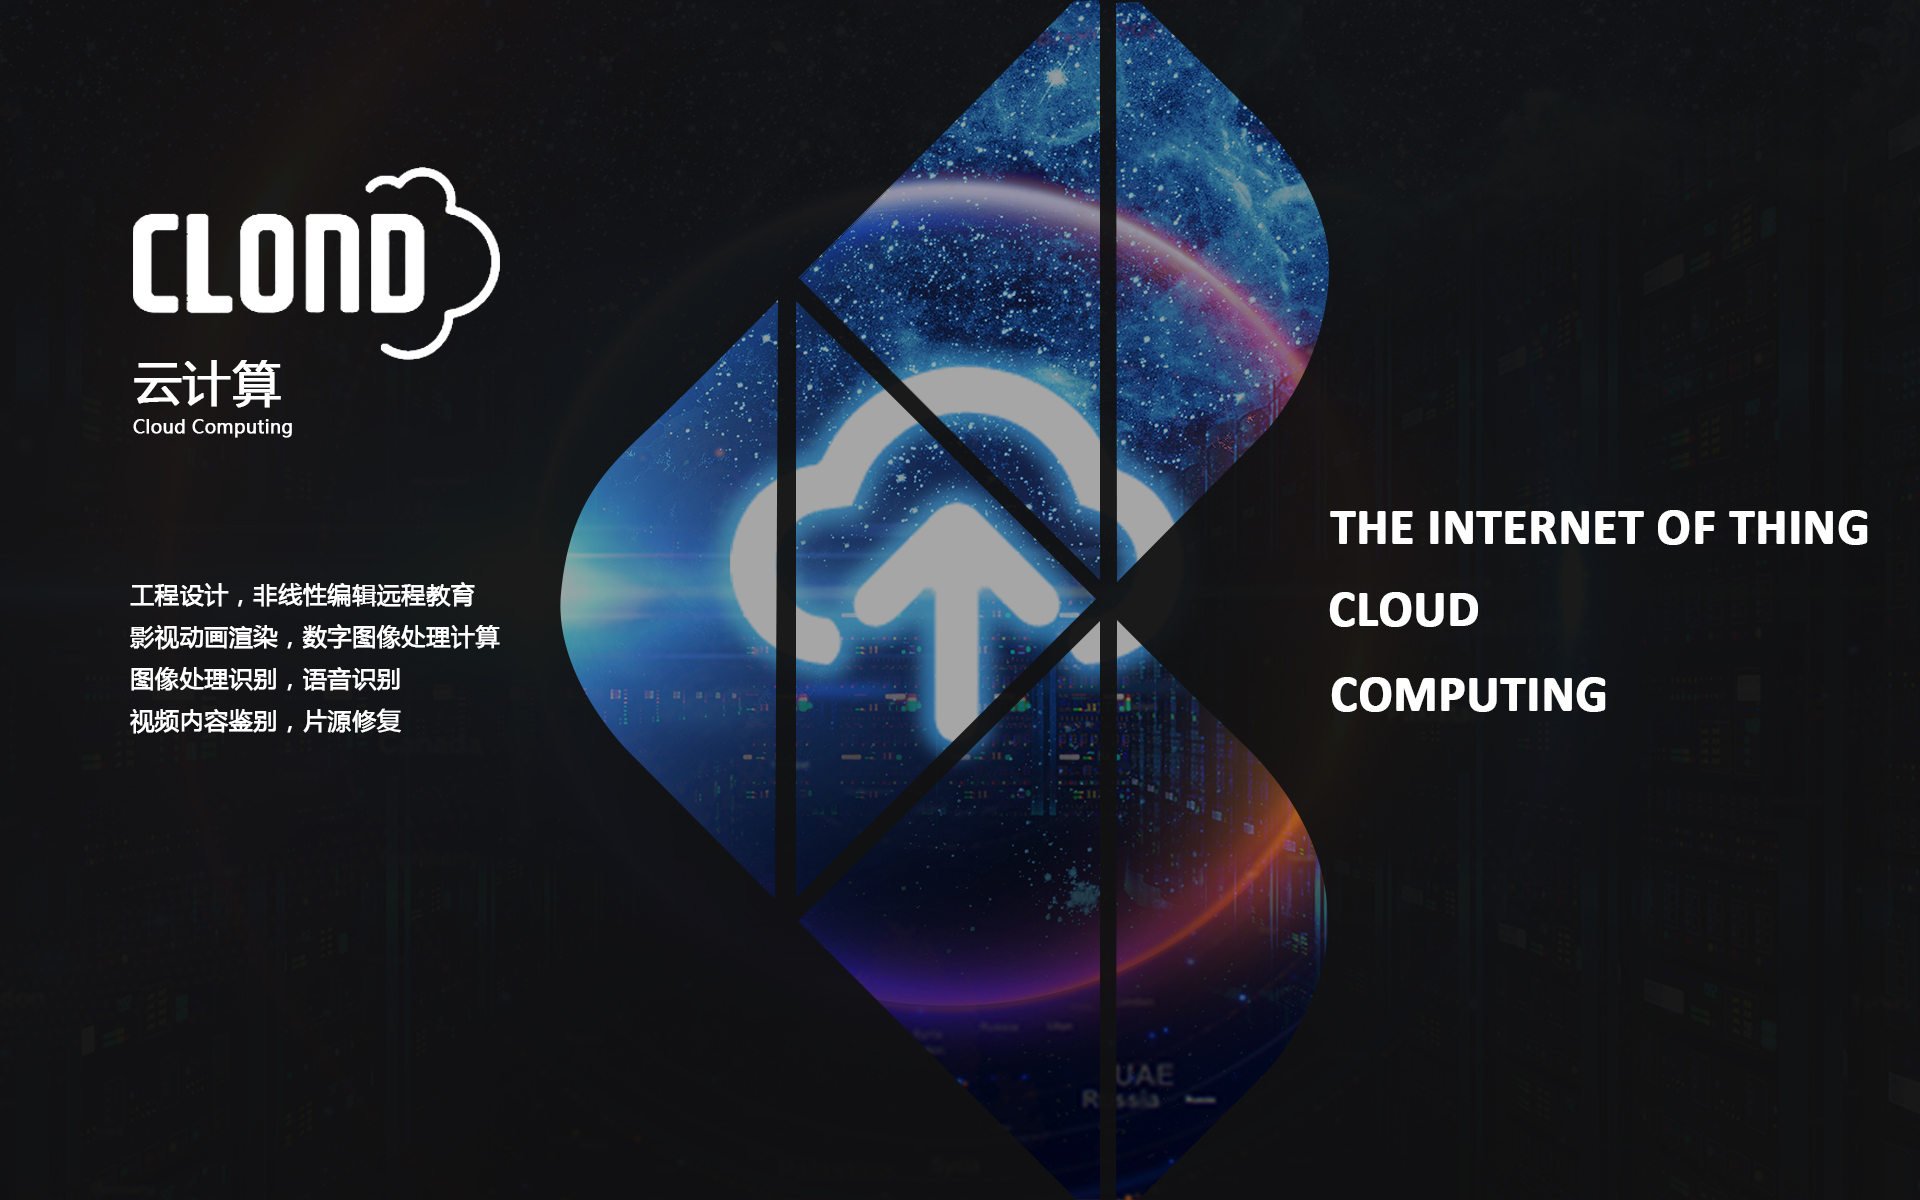 CLOND
云计算
Cloud Computing
工程设计，非线性编辑远程教育
影视动画渲染，数字图像处理计算
图像处理识别，语音识别
视频内容鉴别，片源修复
THE INTERNET OF THING
CLOUD
COMPUTING
UAE
Russia